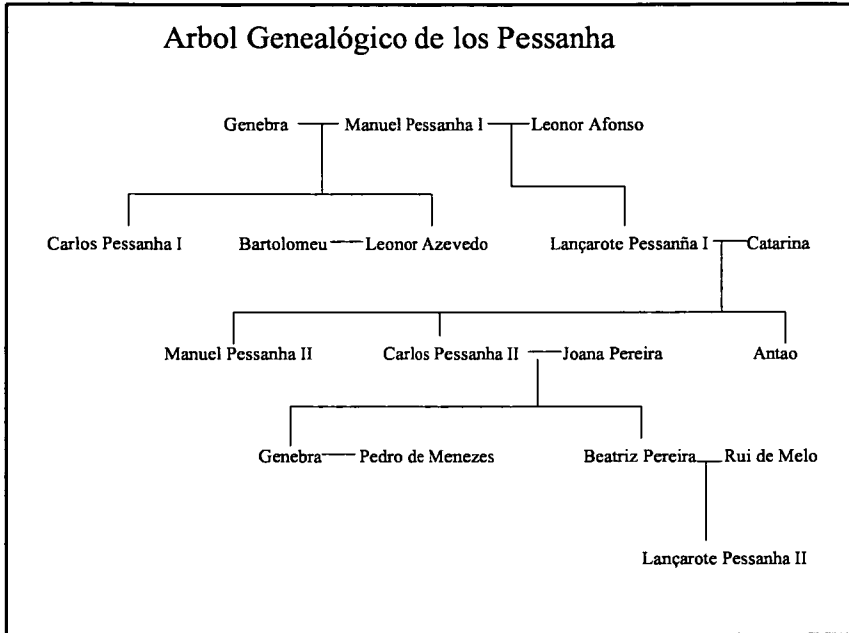 Arbol Genealógico de los Pessanha
Genebra Manuel Pessanha I Leonor Afonso
Carlos Pessanha I Bartolomeu Leonor Azevedo Lançarote Pessanña I Catarina
Manuel Pessanha II Carlos Pessanha II Joana Pereira Antao
Genebra Pedro de Menezes Beatriz Pereira Rui de Melo
Lançarote Pessanha II